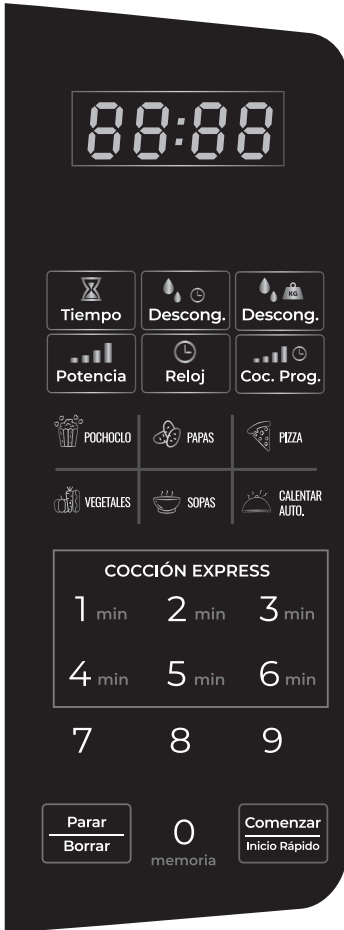 88:88
Tiempo
Descong.
KG
Descong.
Potencia
Reloj
Coc. Prog.
POCHOCLO
PAPAS
PIZZA
VEGETALES
SOPAS
CALENTAR
AUTO.
COCCIÓN EXPRESS
1 min 2 min 3 min
4 min 5 min 6 min
7 8 9
Parar
Borrar
0
memoria
Comenzar
Inicio Rápido